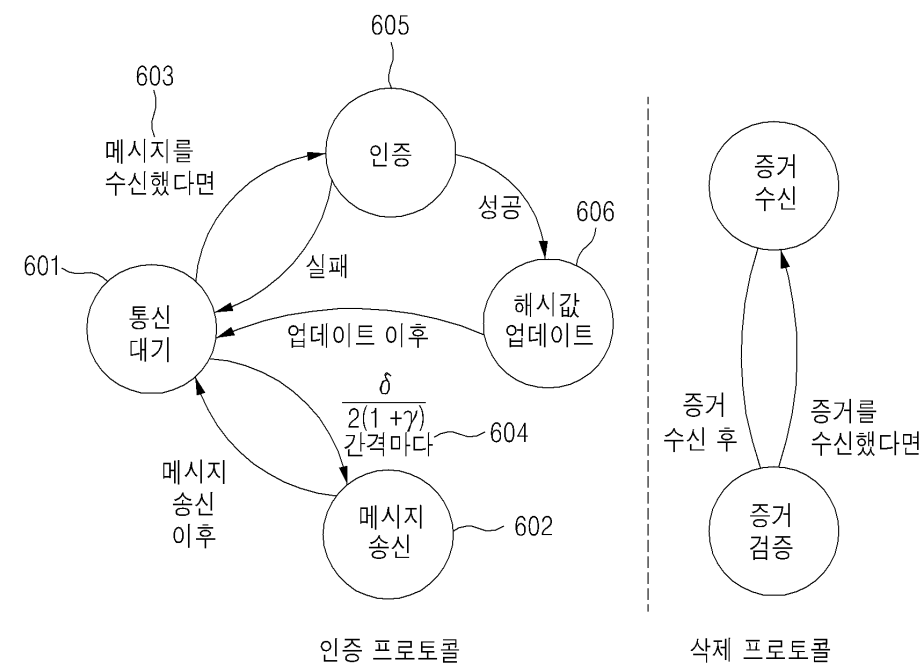 605
603
메시지를
수신했다면
인증
성공
606
601
실패
통신
대기
해시값
업데이트
업데이트 이후
δ
2(1 +γ)
간격마다
604
메시지
송신
이후
메시지
송신
602
인증 프로토콜
증거
수신
증거
수신 후
증거를
수신했다면
증거
검증
삭제 프로토콜